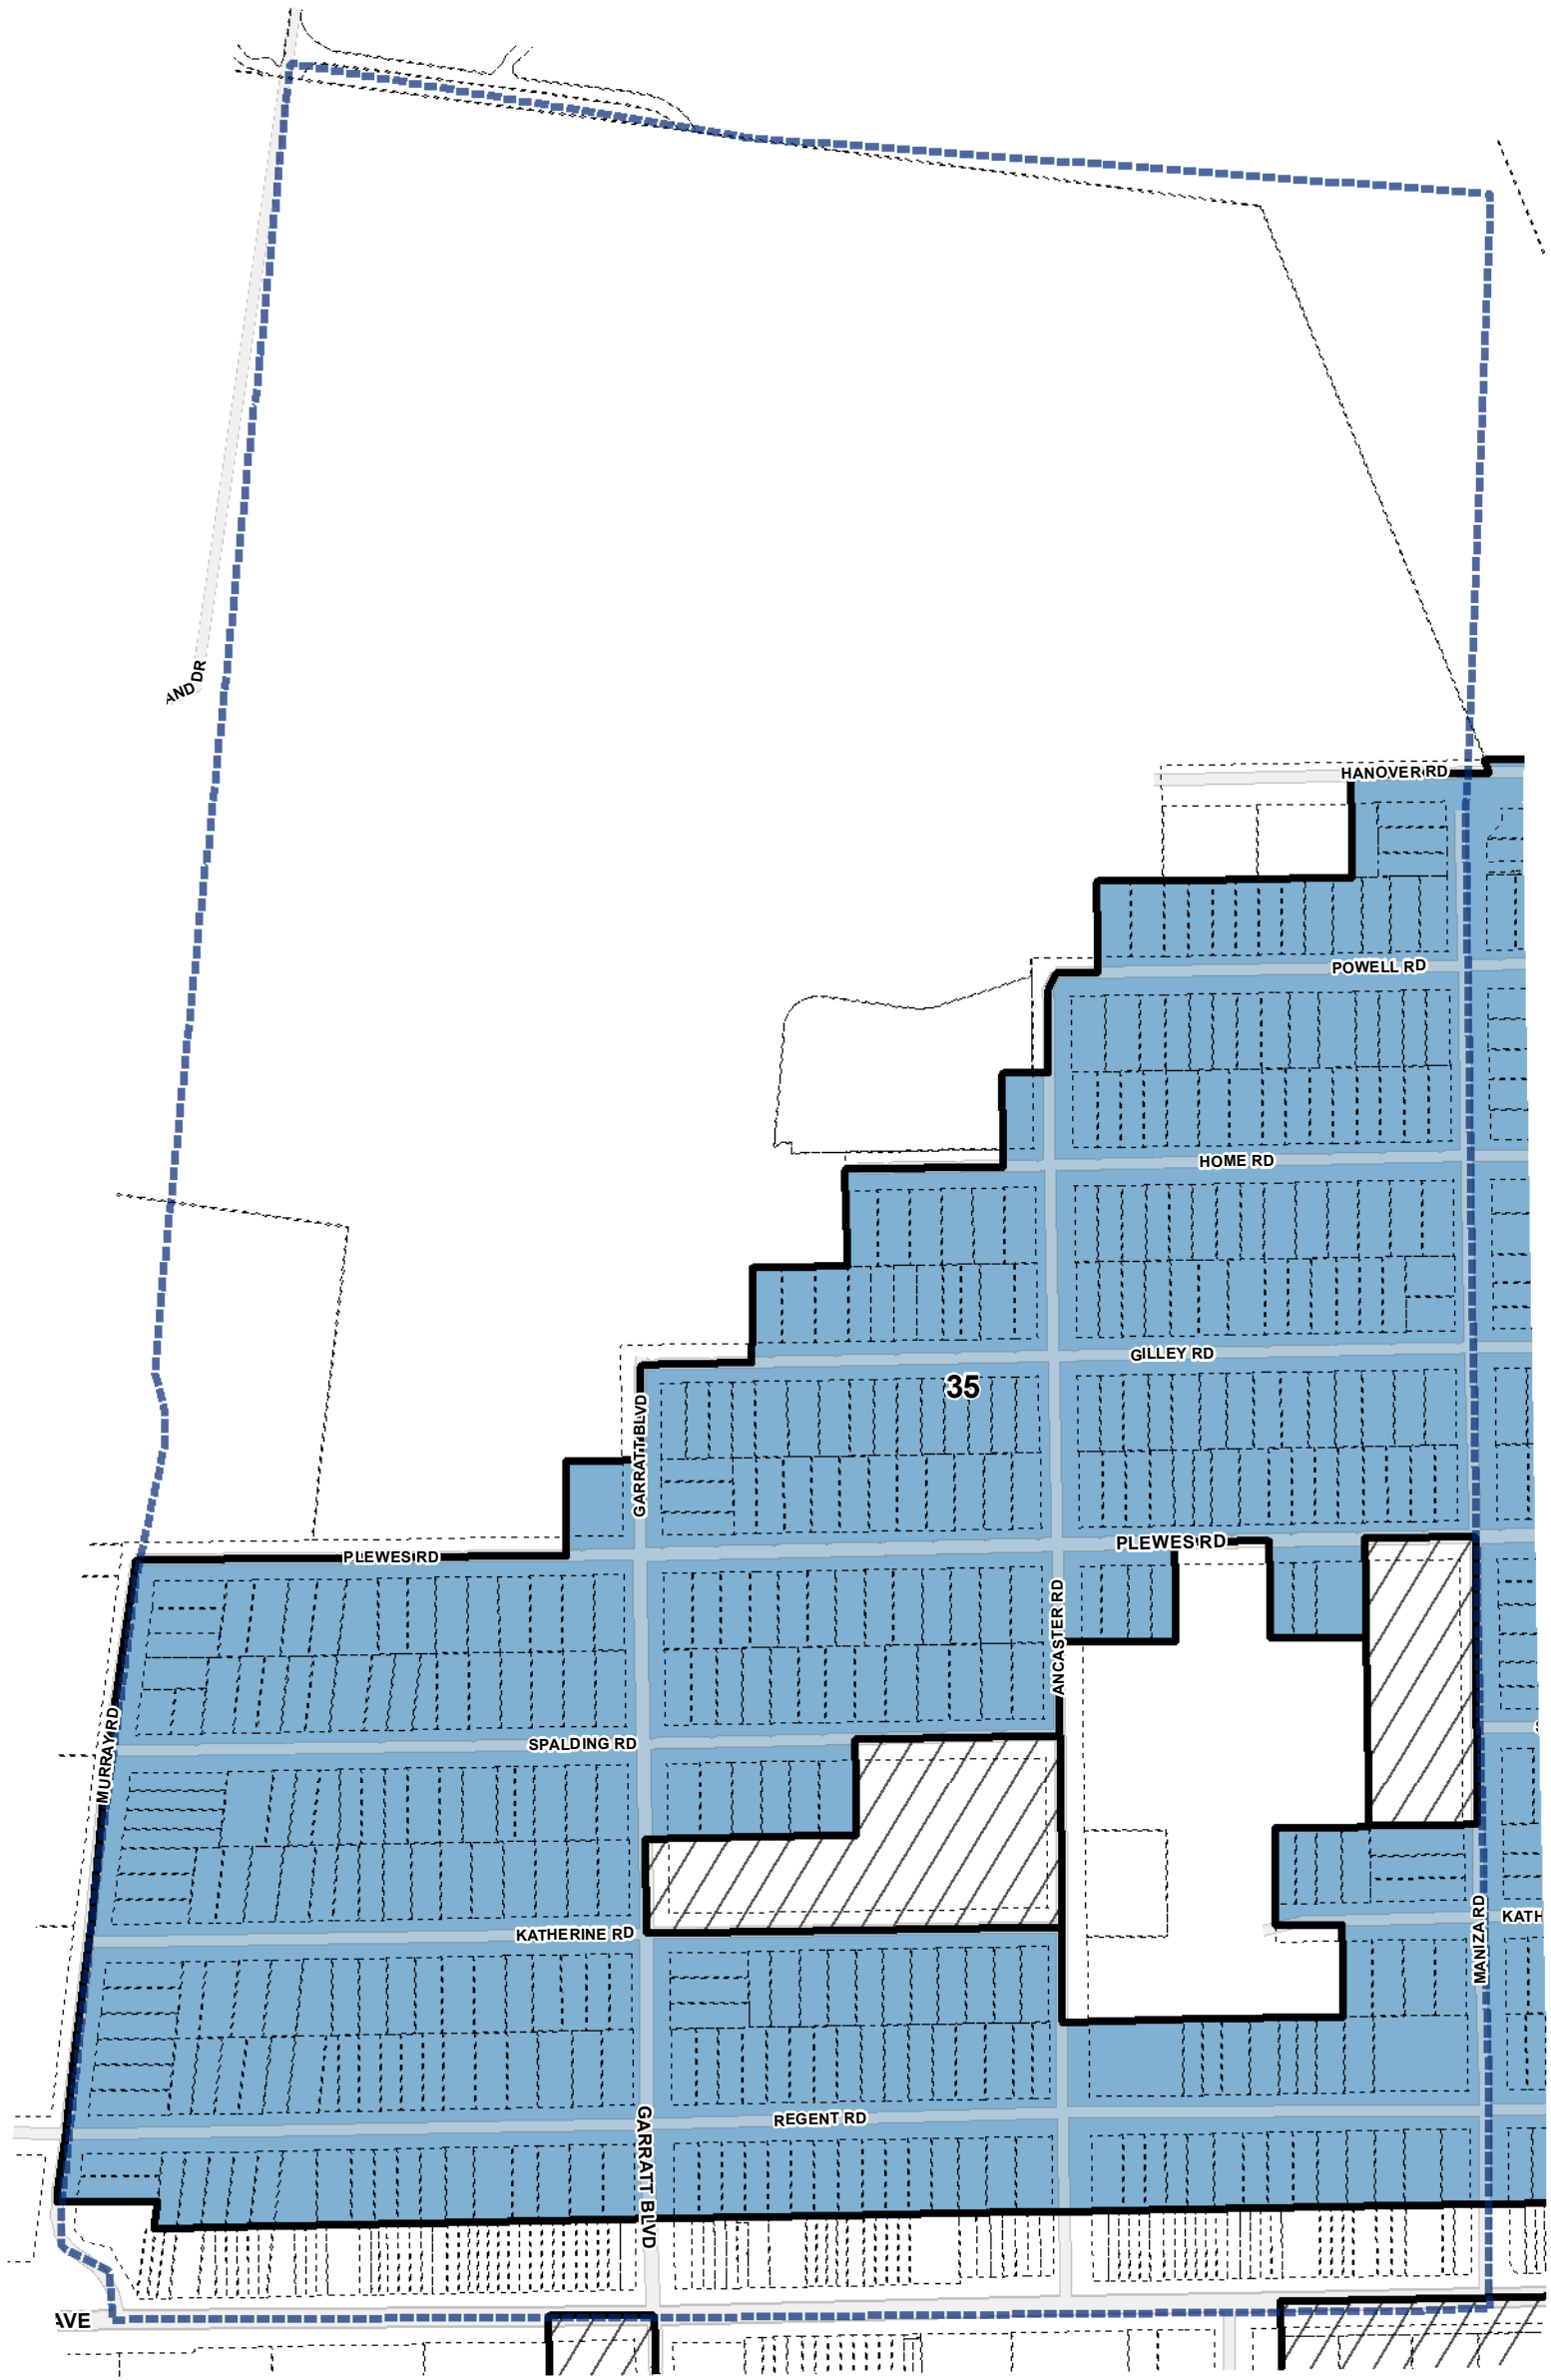 AND DR
HANOVER RD
POWELL RD
HOME RD
GILLEY RD
35
GARRATT BLVD
PLEWES RD
PLEWES RD
ANCASTER RD
MURRAY RD
SPALDING RD
KATHERINE RD
KATH
MANIZA RD
REGENT RD
GARRATT BLVD
AVE